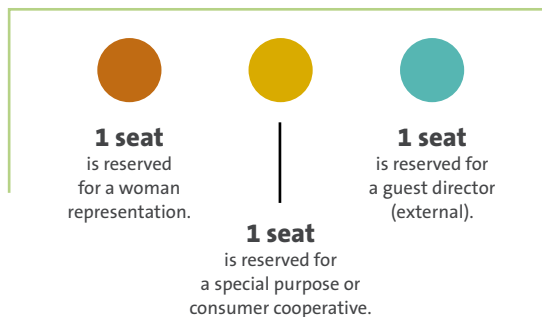 1 seat
is reserved
for a woman
representation.
1 seat
is reserved for
a special purpose or
consumer cooperative.
1 seat
is reserved for
a guest director
(external).